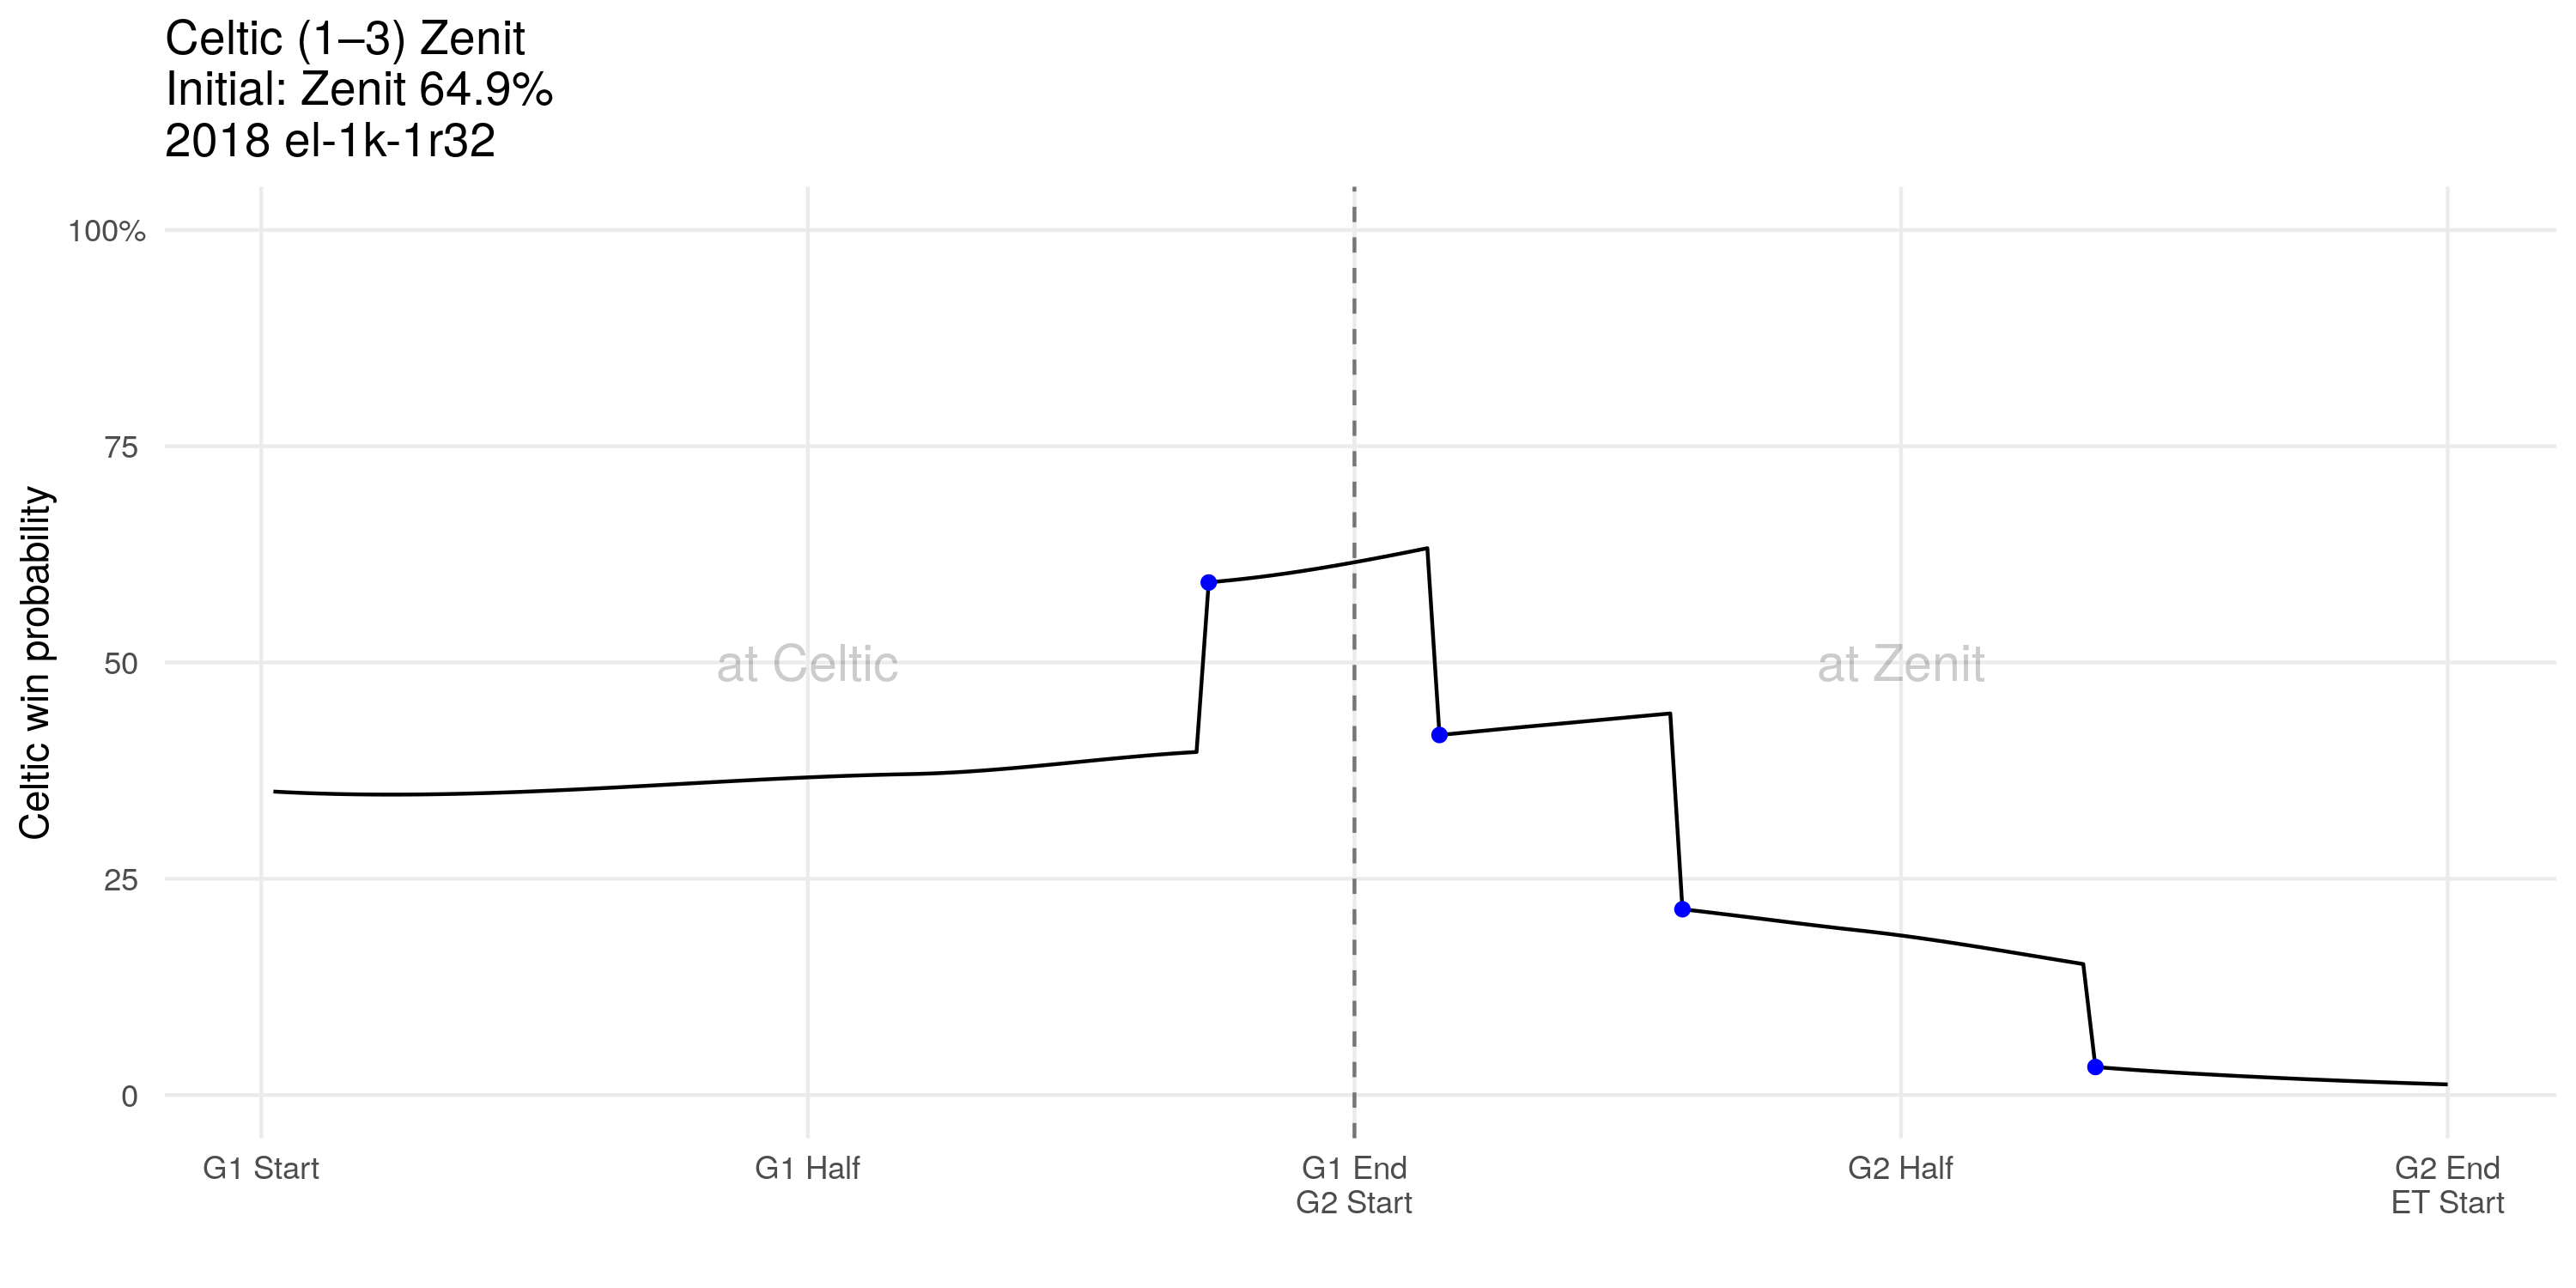 Celtic (1–3) Zenit
Initial: Zenit 64.9%
2018 el-1k-1r32
Celtic win probability
100%
75
50
25
0
at Celtic
at Zenit
G1 Start
G1 Half
G1 End
G2 Start
G2 Half
G2 End
ET Start